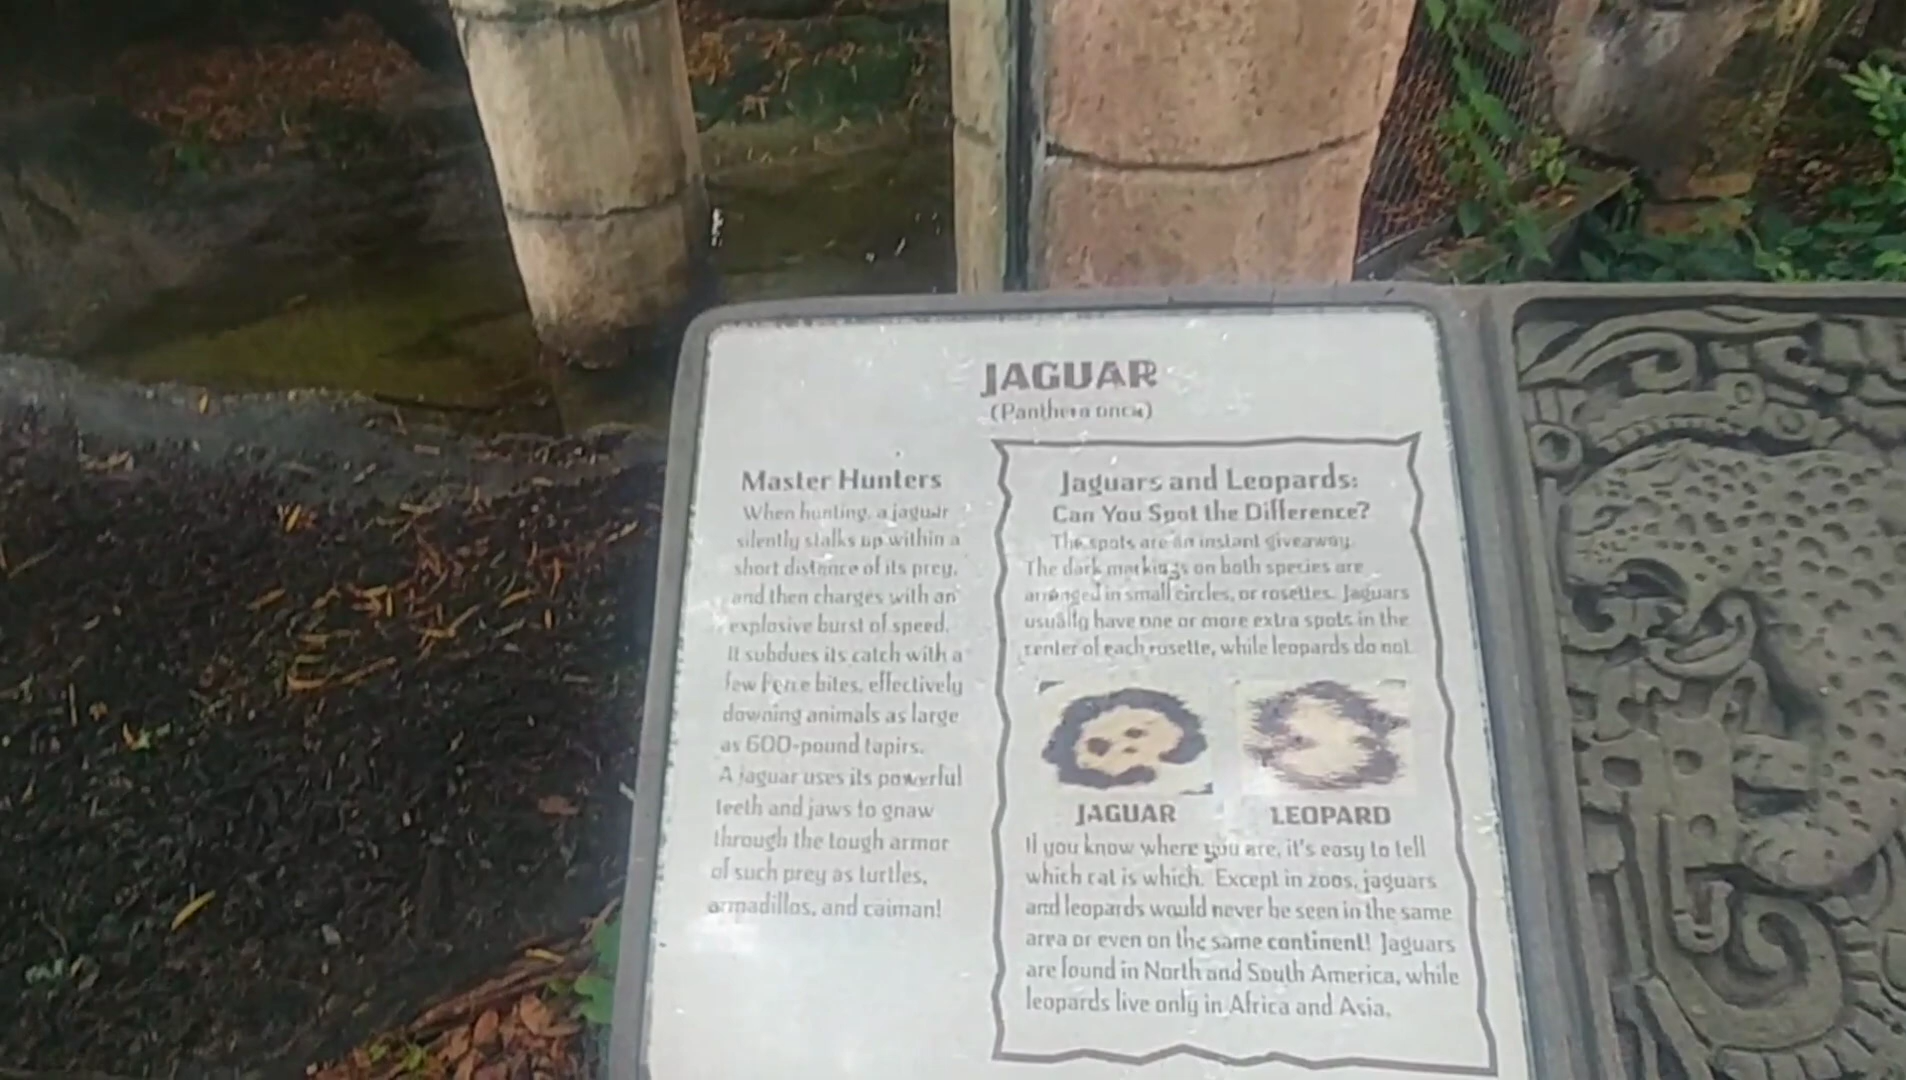 JAGUAR
(Panthera onca)
Master Hunters
When hunting, a jaguar
silently stalks up within a
short distance of its prey,
and then charges with an
explosive burst of speed.
It subdues its catch with a
few fierce bites, effectively
downing animals as large
as 600-pound tapirs.
A jaguar uses its powerful
teeth and jaws to gnaw
through the tough armor
of such prey as turtles,
armadillos, and caiman!
Jaguars and Leopards:
Can You Spot the Difference?
The spots are an instant giveaway.
The dark markings on both species are
arranged in small circles, or rosettes. Jaguars
usually have one or more extra spots in the
center of each rosette, while leopards do not.
JAGUAR
LEOPARD
If you know where you are, it's easy to tell
which cat is which. Except in zoos, jaguars
and leopards would never be seen in the same
area or even on the same continent! Jaguars
are found in North and South America, while
leopards live only in Africa and Asia.